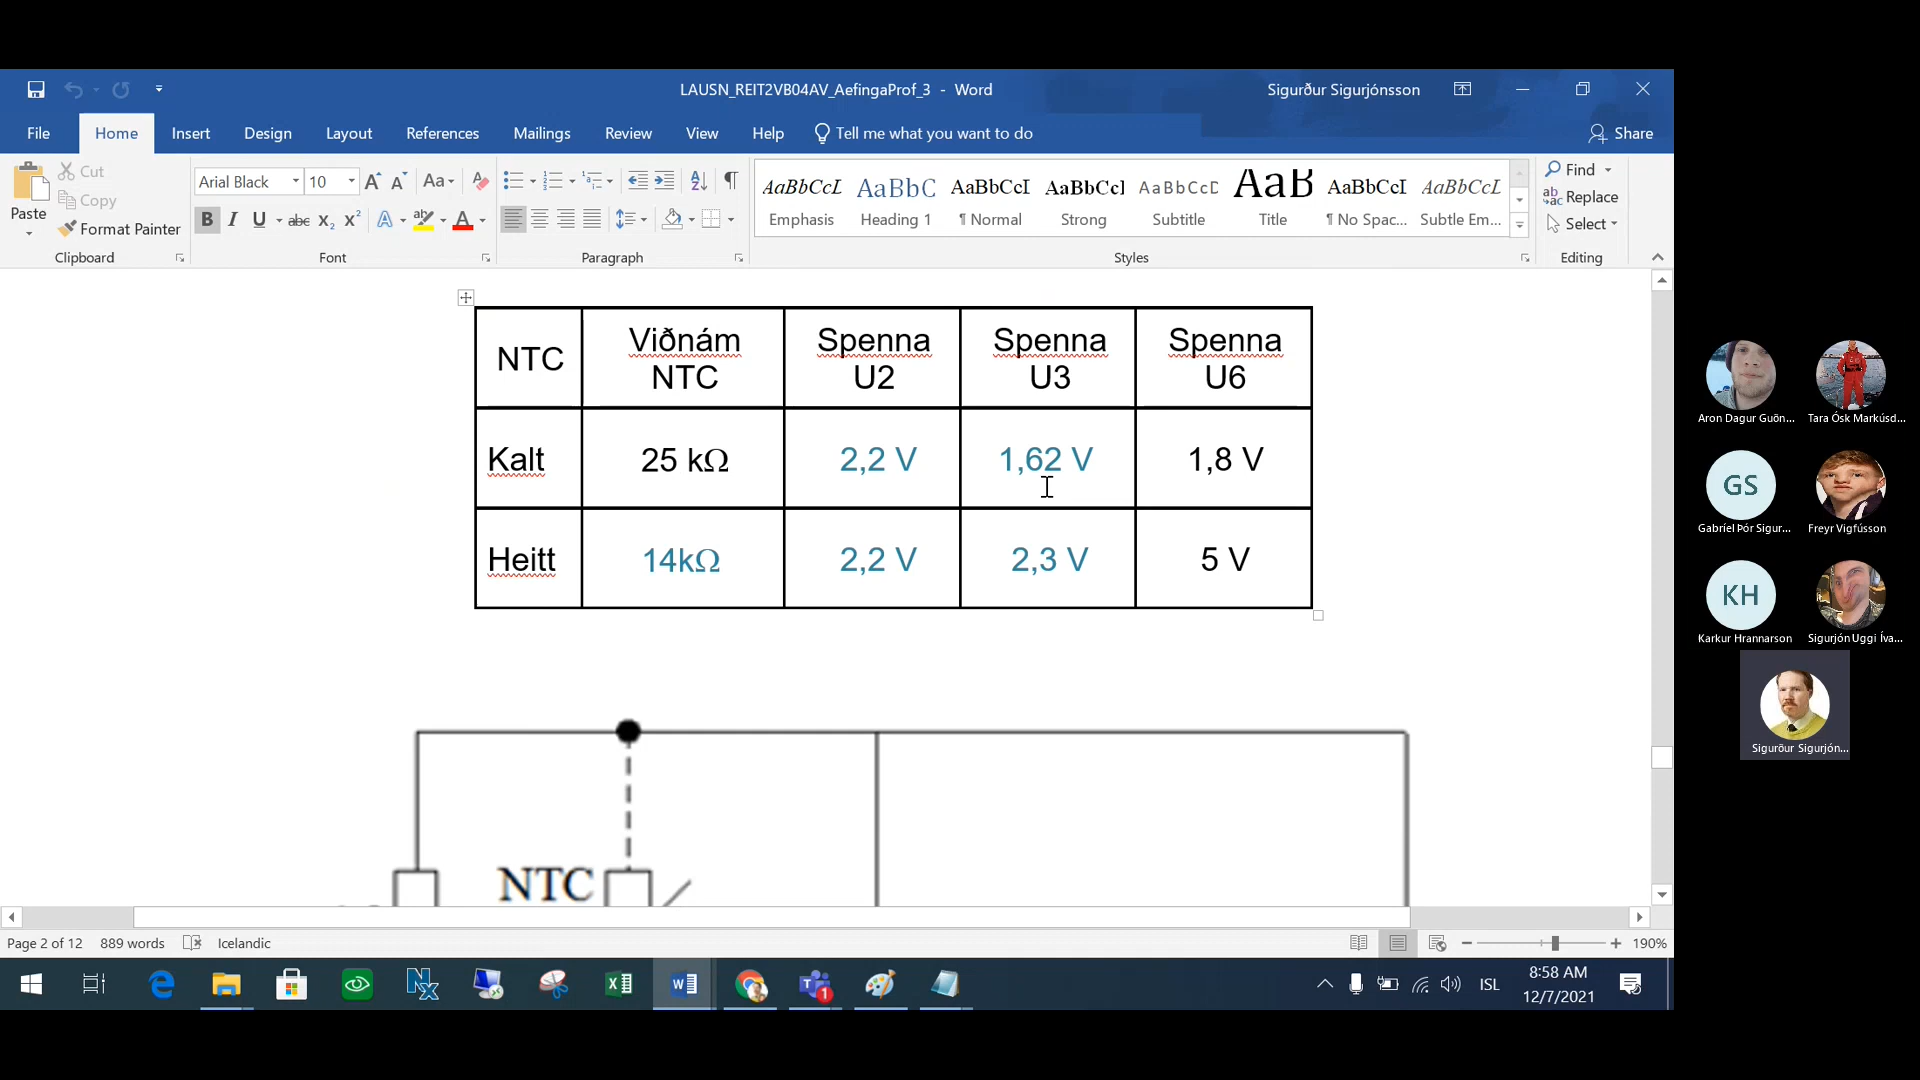 LAUSN_REIT2VB04AV_AefingaProf_3 - Word
Sigurður Sigurjónsson
File Home Insert Design Layout References Mailings Review View Help Tell me what you want to do Share
Paste
Cut
Copy
Format Painter
Clipboard
Arial Black 10
Font
Paragraph
AaBbCcL AaBbC AaBbCcI AaBbCcl AaBbCcC AaB AaBbCcI AaBbCcL
Emphasis Heading 1 ¶ Normal Strong Subtitle Title ¶ No Spac... Subtle Em...
Styles
Find
Replace
Select
Editing
NTC Viðnám NTC Spenna U2 Spenna U3 Spenna U6
Kalt 25 kΩ 2,2 V 1,62 V 1,8 V
Heitt 14kΩ 2,2 V 2,3 V 5 V
NTC
Page 2 of 12 889 words Icelandic 190%
ISL
8:58 AM
12/7/2021
Aron Dagur Guðn...
Tara Ósk Markúsd...
GS
Gabríel Þór Sigur...
Freyr Vigfússon
KH
Karkur Hrannarson
Sigurjón Uggi Íva...
Sigurður Sigurjón...